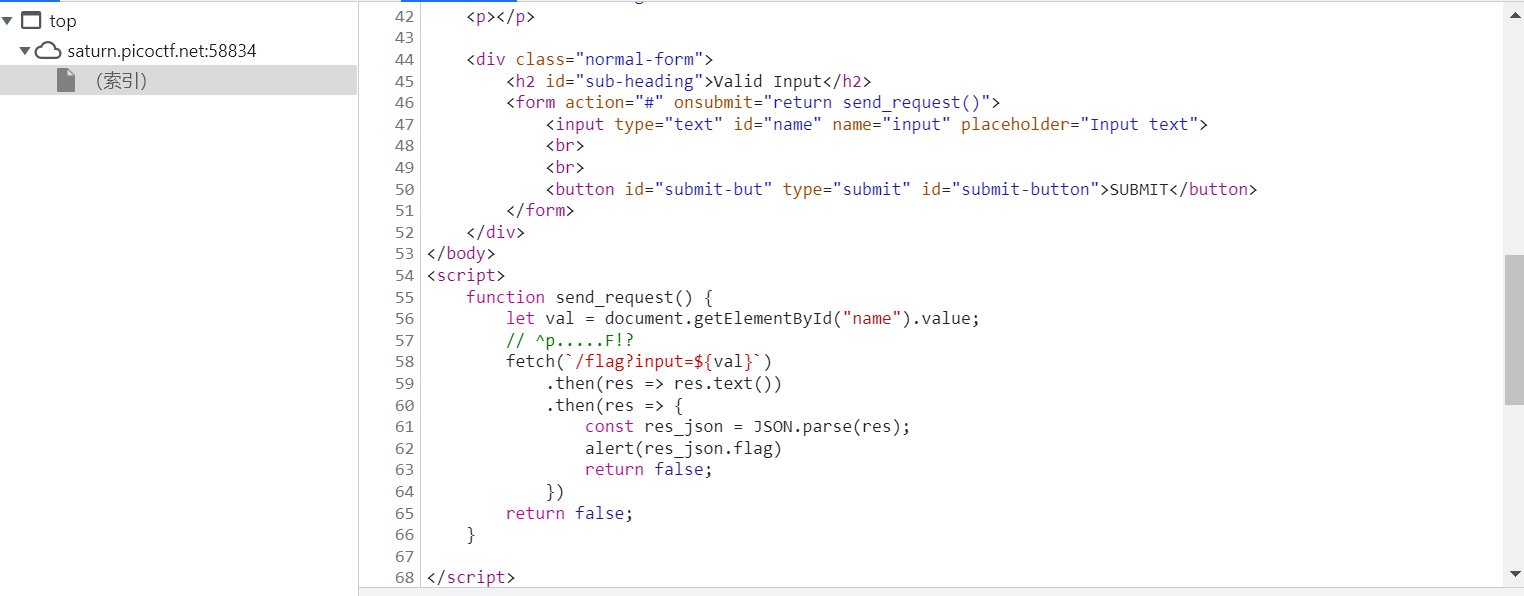 top
saturn.picoctf.net:58834
(索引)
42 <p></p>
43
44 <div class="normal-form">
45 <h2 id="sub-heading">Valid Input</h2>
46 <form action="#" onsubmit="return send_request()">
47 <input type="text" id="name" name="input" placeholder="Input text">
48 <br>
49 <br>
50 <button id="submit-but" type="submit" id="submit-button">SUBMIT</button>
51 </form>
52 </div>
53 </body>
54 <script>
55 function send_request() {
56 let val = document.getElementById("name").value;
57 // ^p.....F!?
58 fetch(`/flag?input=${val}`)
59 .then(res => res.text())
60 .then(res => {
61 const res_json = JSON.parse(res);
62 alert(res_json.flag)
63 return false;
64 })
65 return false;
66 }
67
68 </script>